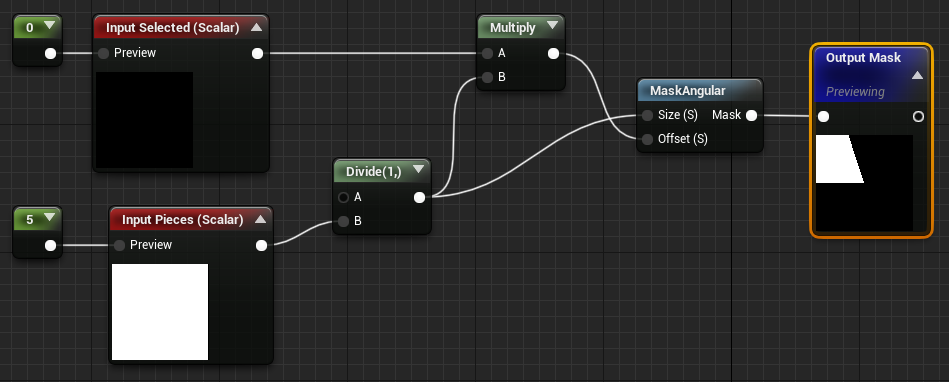 0
Input Selected (Scalar)
Preview
Multiply
A
B
Output Mask
Previewing
MaskAngular
Size (S)
Mask
Offset (S)
Divide(1,)
A
B
5
Input Pieces (Scalar)
Preview